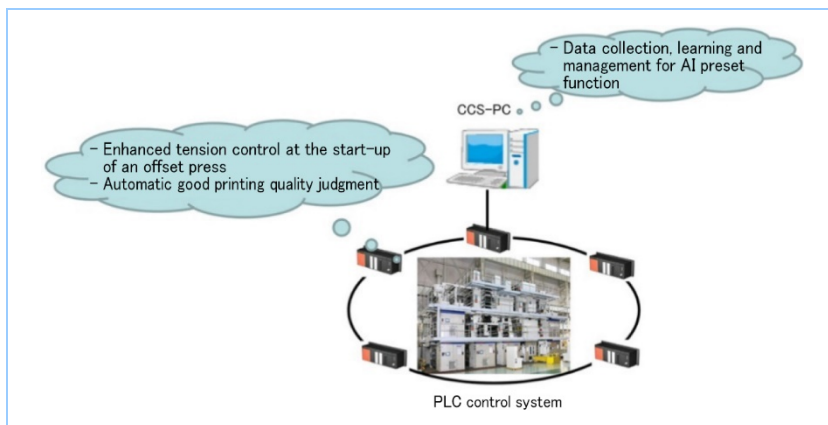 - Data collection, learning and
management for AI preset
function
CCS-PC
- Enhanced tension control at the start-up
of an offset press
- Automatic good printing quality judgment
PLC control system